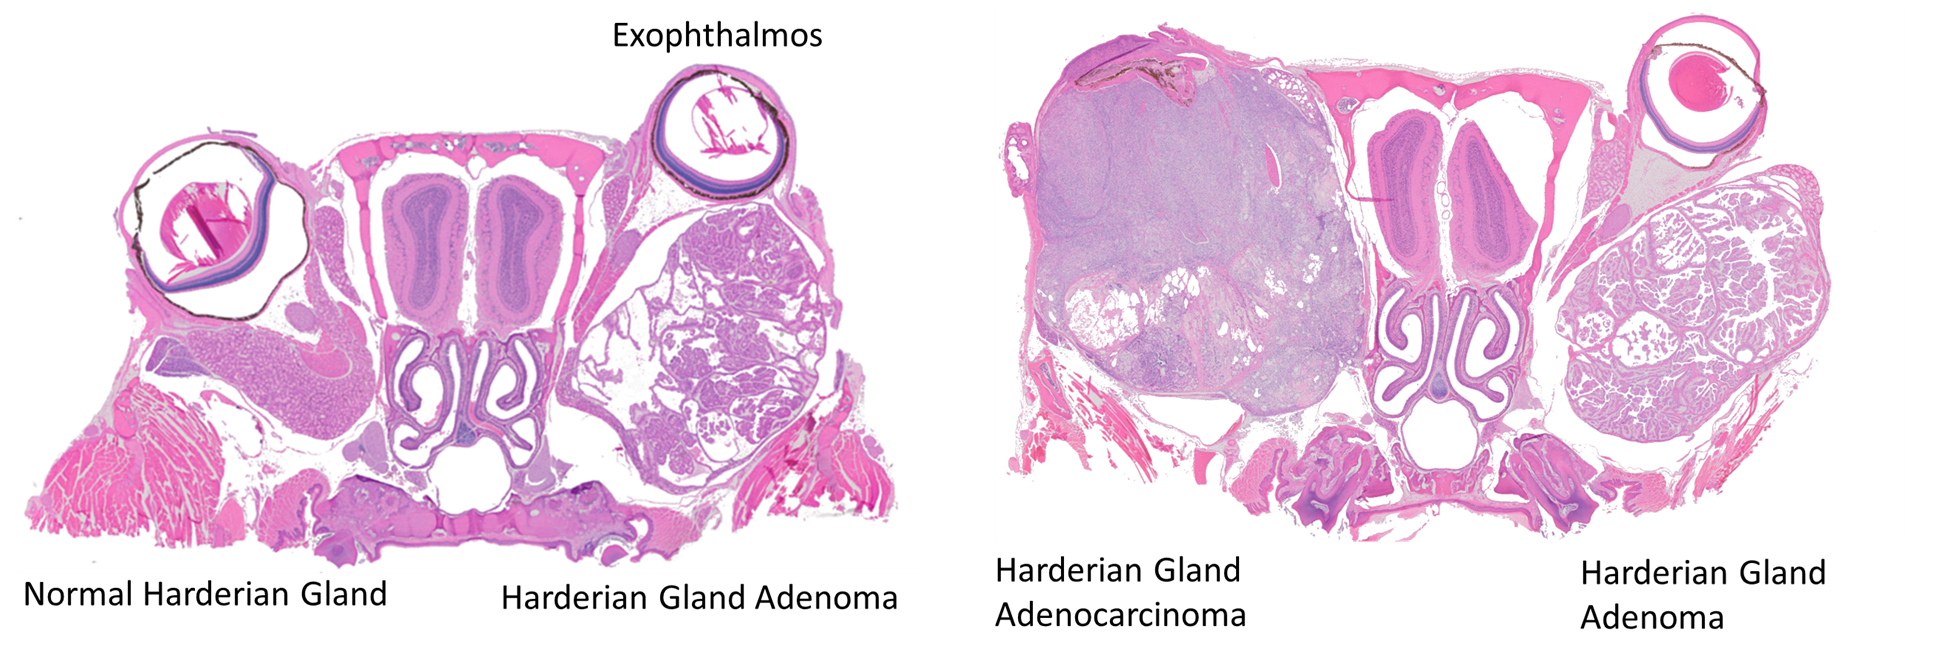 Exophthalmos
Normal Harderian Gland
Harderian Gland Adenoma
Harderian Gland
Adenocarcinoma
Harderian Gland
Adenoma